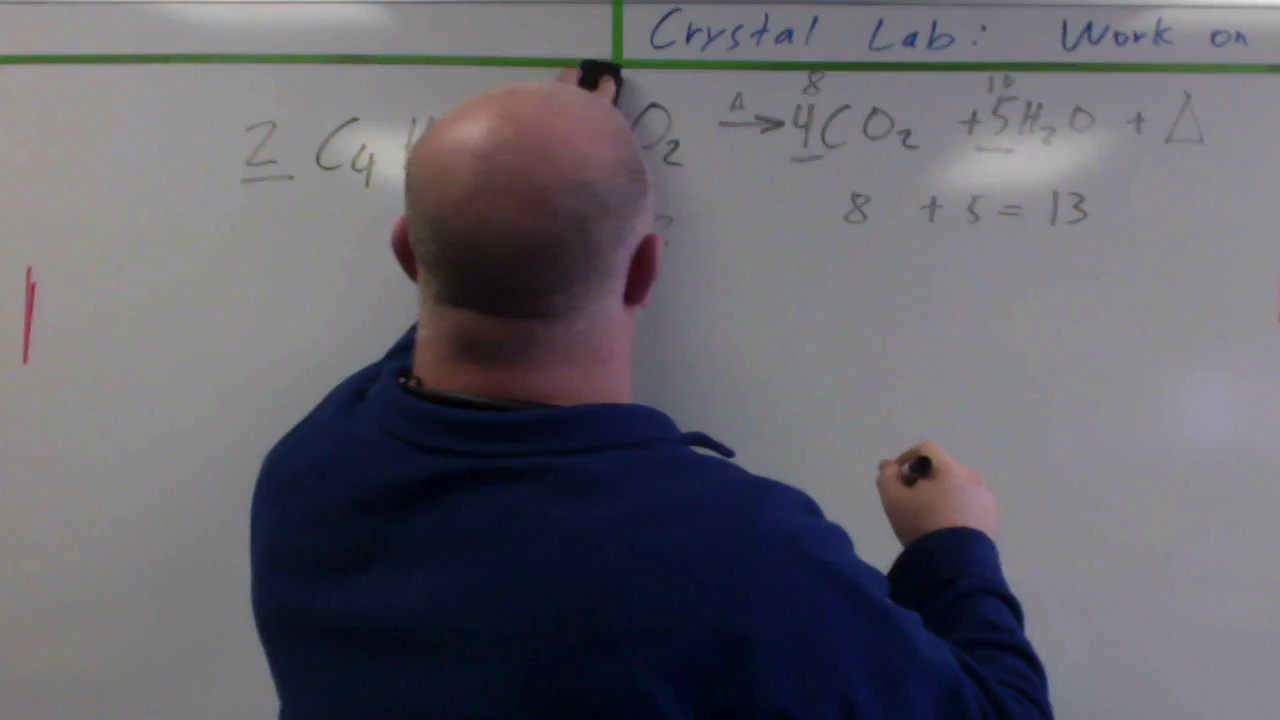 Crystal Lab: Work on
8 10
2 C₄ H O₂ Δ → 4CO₂ + 5H₂O + Δ
8 + 5 = 13